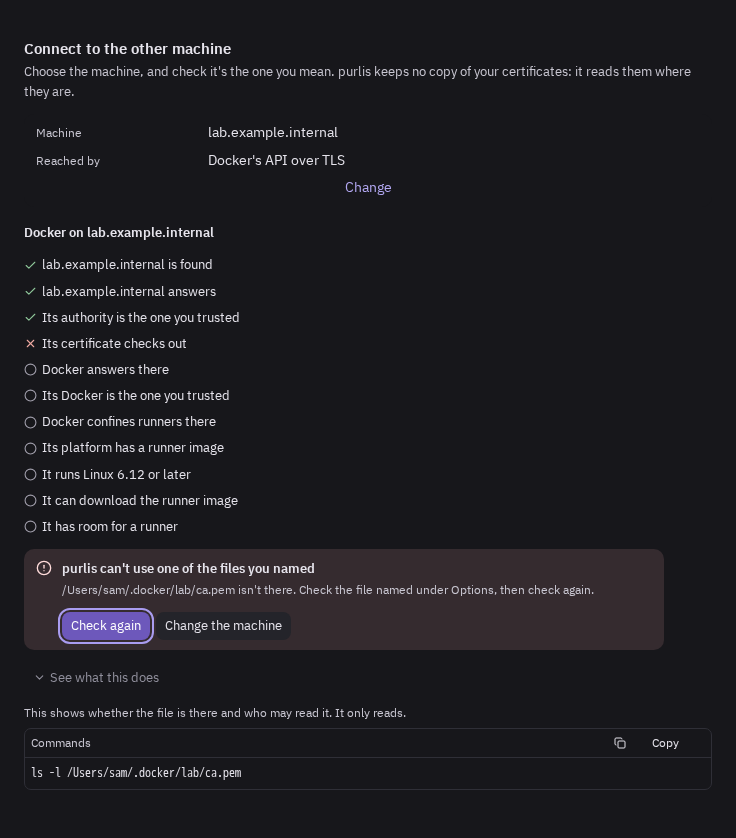 Connect to the other machine
Choose the machine, and check it's the one you mean. purlis keeps no copy of your certificates: it reads them where
they are.
Machine lab.example.internal
Reached by Docker's API over TLS
Change
Docker on lab.example.internal
lab.example.internal is found
lab.example.internal answers
Its authority is the one you trusted
Its certificate checks out
Docker answers there
Its Docker is the one you trusted
Docker confines runners there
Its platform has a runner image
It runs Linux 6.12 or later
It can download the runner image
It has room for a runner
purlis can't use one of the files you named
/Users/sam/.docker/lab/ca.pem isn't there. Check the file named under Options, then check again.
Check again Change the machine
See what this does
This shows whether the file is there and who may read it. It only reads.
Commands Copy
ls -l /Users/sam/.docker/lab/ca.pem